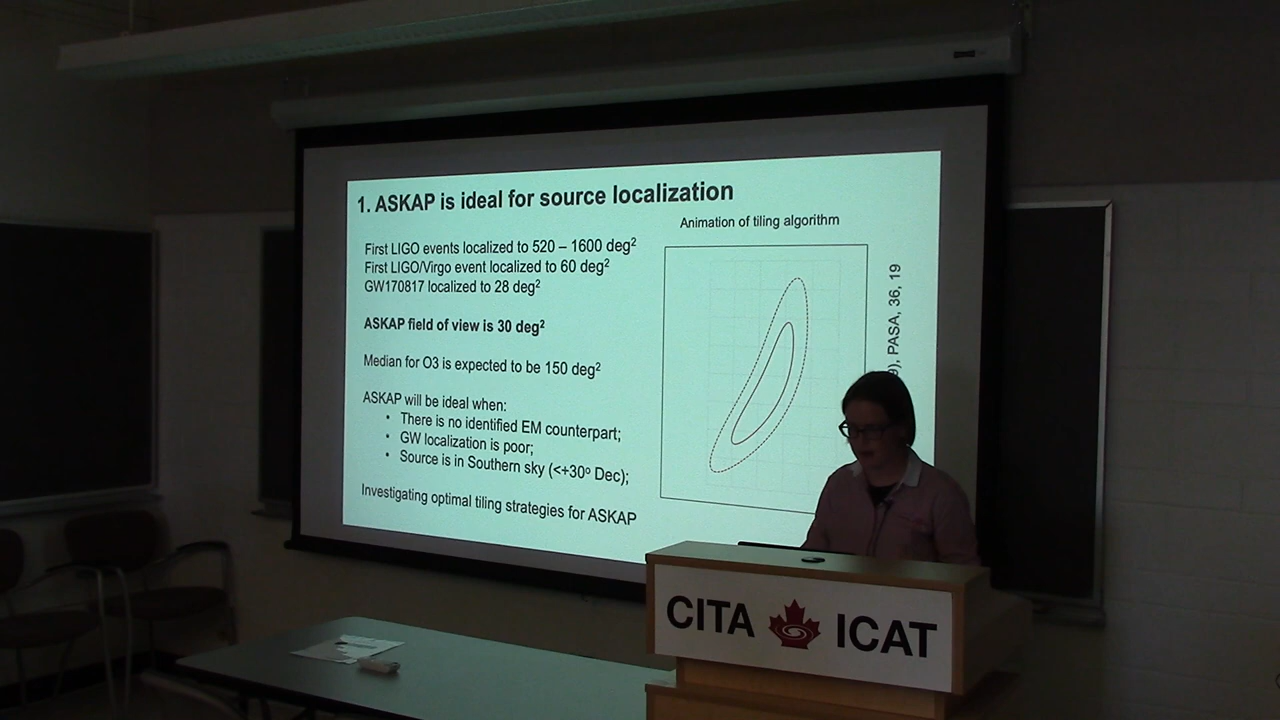 1. ASKAP is ideal for source localization
Animation of tiling algorithm
First LIGO events localized to 520 – 1600 deg²
First LIGO/Virgo event localized to 60 deg²
GW170817 localized to 28 deg²
ASKAP field of view is 30 deg²
Median for O3 is expected to be 150 deg²
ASKAP will be ideal when:
• There is no identified EM counterpart;
• GW localization is poor;
• Source is in Southern sky (<+30º Dec);
Investigating optimal tiling strategies for ASKAP
9), PASA, 36, 19
CITA ICAT